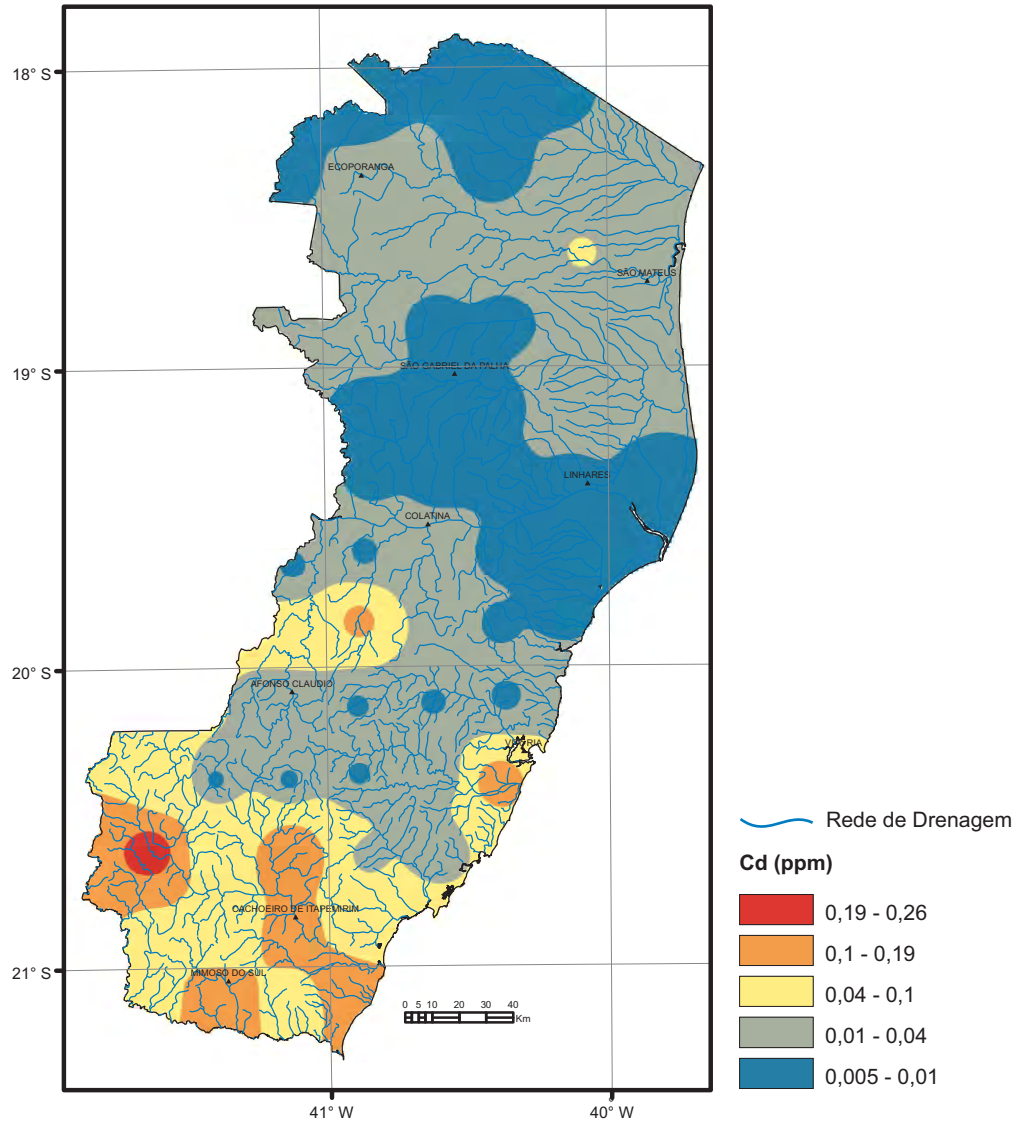 18° S
ECOPORANGA
SÃO MATEUS
19° S
SÃO GABRIEL DA PALHA
LINHARES
COLATINA
20° S
AFONSO CLAUDIO
VITÓRIA
CACHOEIRO DE ITAPEMIRIM
21° S
MIMOSO DO SUL
0 5 10 20 30 40
Km
41° W
40° W
Rede de Drenagem
Cd (ppm)
0,19 - 0,26
0,1 - 0,19
0,04 - 0,1
0,01 - 0,04
0,005 - 0,01